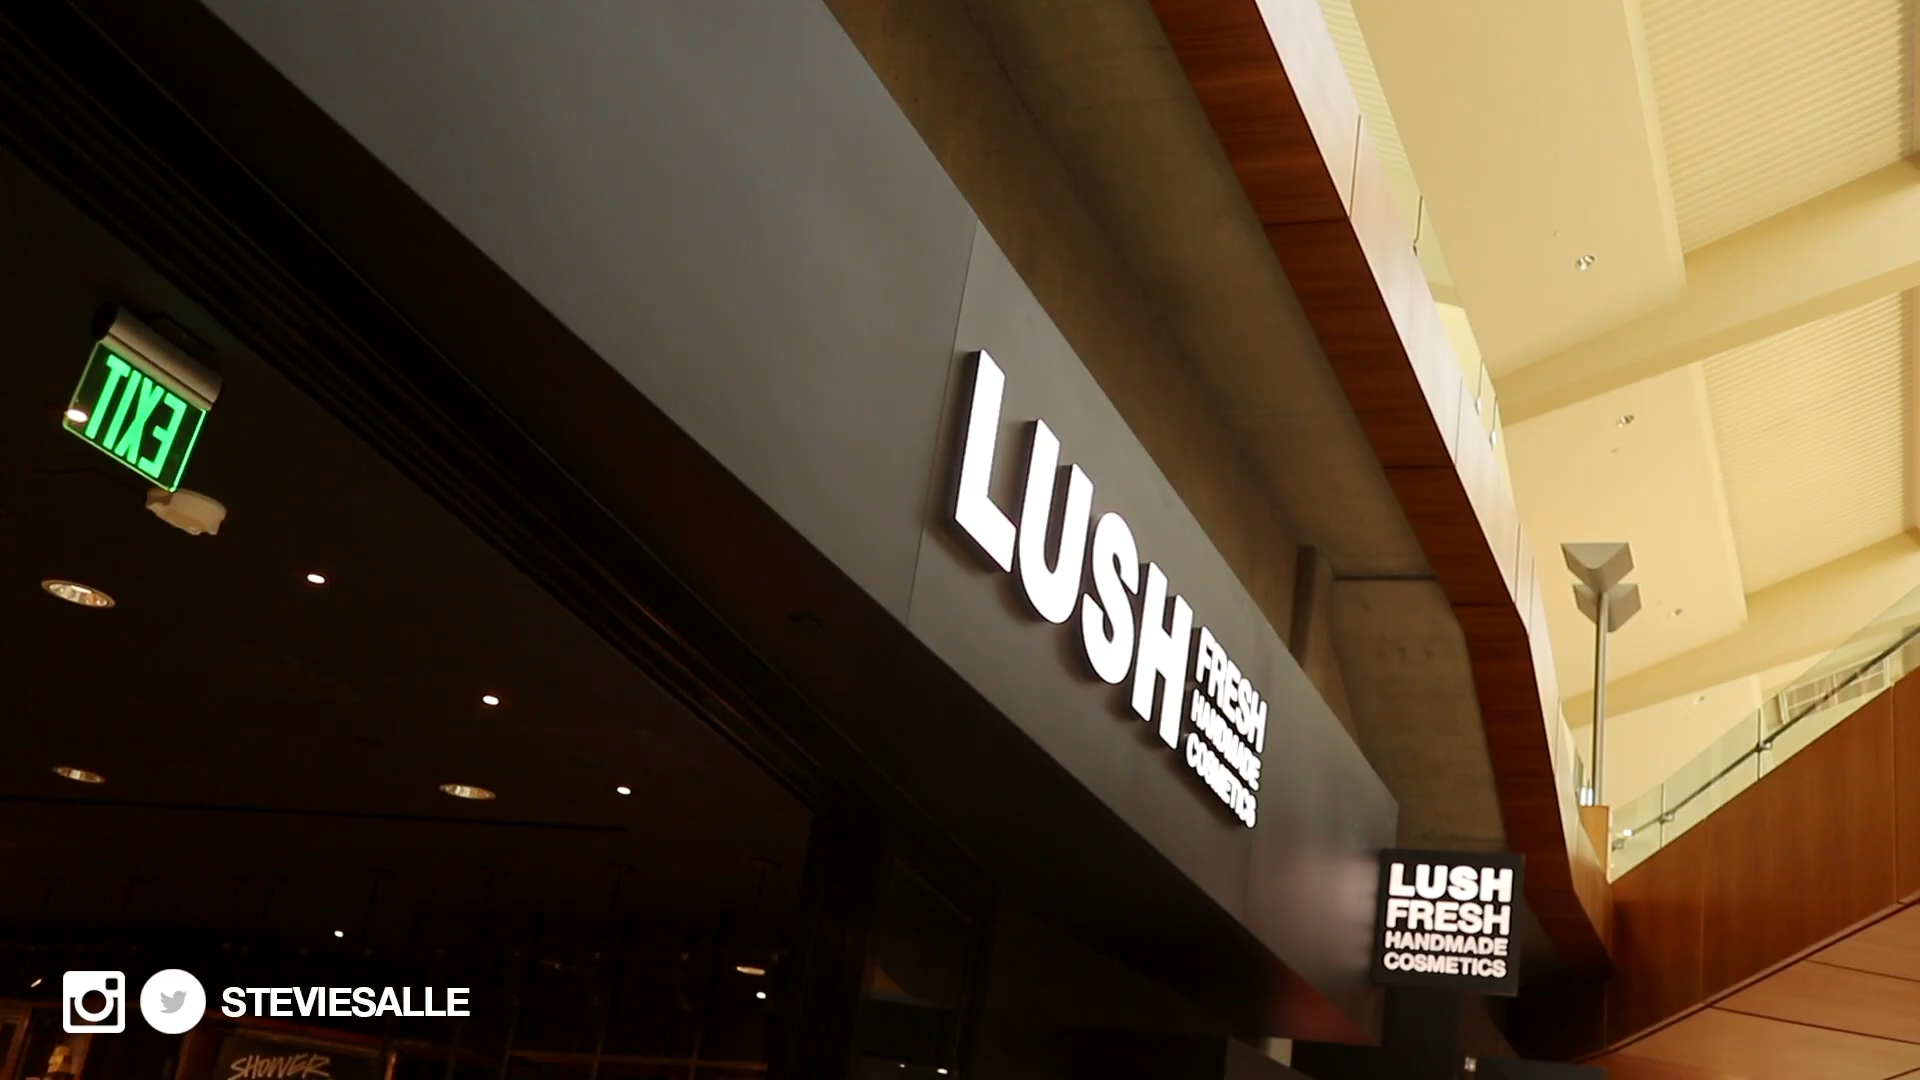 EXIT
LUSH
FRESH
HANDMADE
COSMETICS
LUSH
FRESH
HANDMADE
COSMETICS
STEVIESALLE
SHOWER